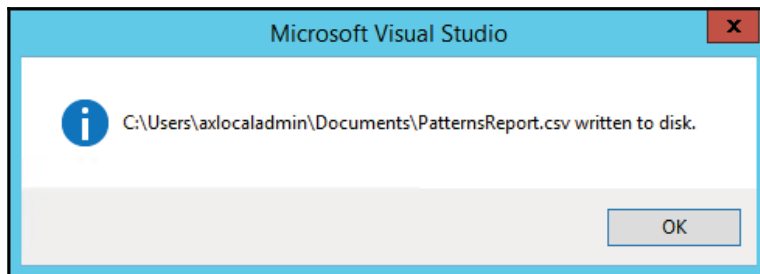 Microsoft Visual Studio
x
C:\Users\axlocaladmin\Documents\PatternsReport.csv written to disk.
OK